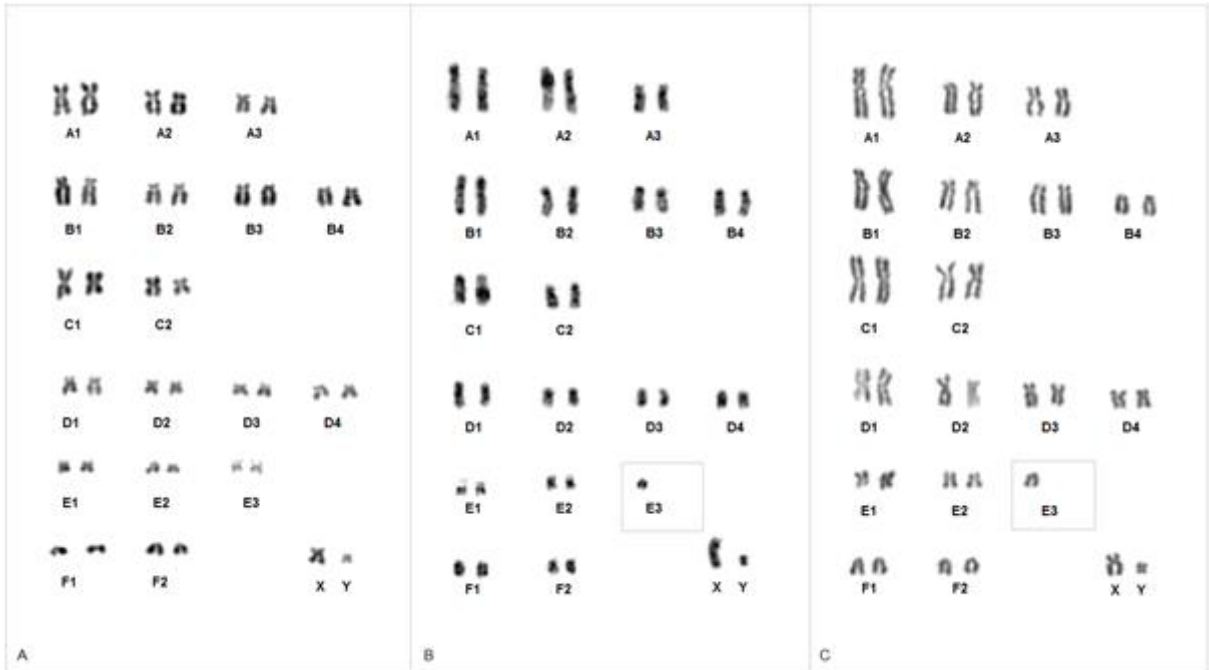 A1 A2 A3
B1 B2 B3 B4
C1 C2
D1 D2 D3 D4
E1 E2 E3
F1 F2 X Y
A
A1 A2 A3
B1 B2 B3 B4
C1 C2
D1 D2 D3 D4
E1 E2 E3
F1 F2 X Y
B
A1 A2 A3
B1 B2 B3 B4
C1 C2
D1 D2 D3 D4
E1 E2 E3
F1 F2 X Y
C